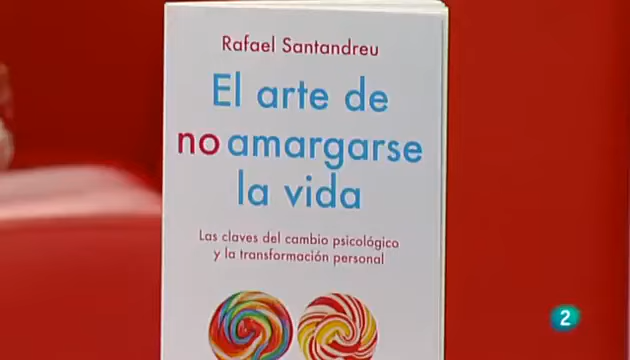 Rafael Santandreu
El arte de
no amargarse
la vida
Las claves del cambio psicológico
y la transformación personal
2